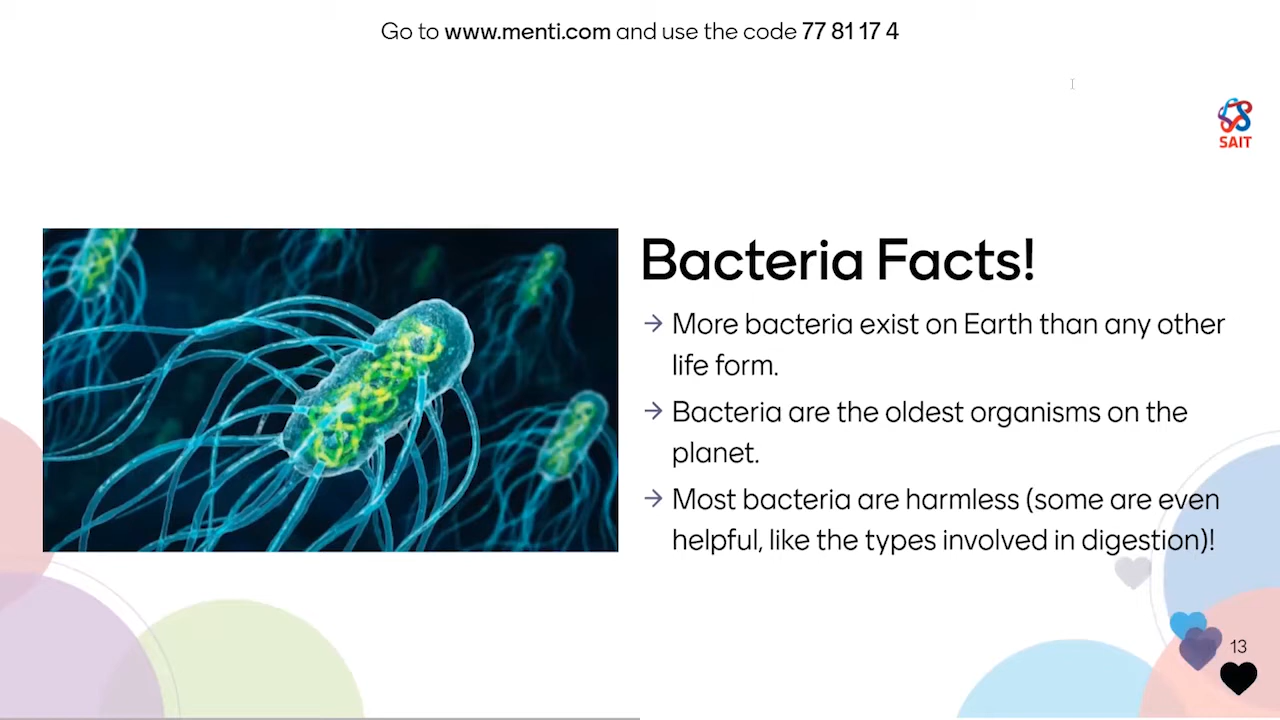 Go to www.menti.com and use the code 77 81 17 4
SAIT
Bacteria Facts!
→ More bacteria exist on Earth than any other
life form.
→ Bacteria are the oldest organisms on the
planet.
→ Most bacteria are harmless (some are even
helpful, like the types involved in digestion)!
13